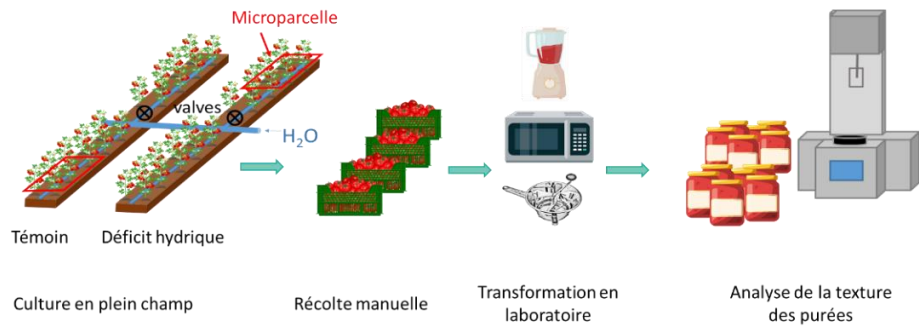 Microparcelle
valves
H₂O
Témoin
Déficit hydrique
Culture en plein champ
Récolte manuelle
Transformation en
laboratoire
Analyse de la texture
des purées